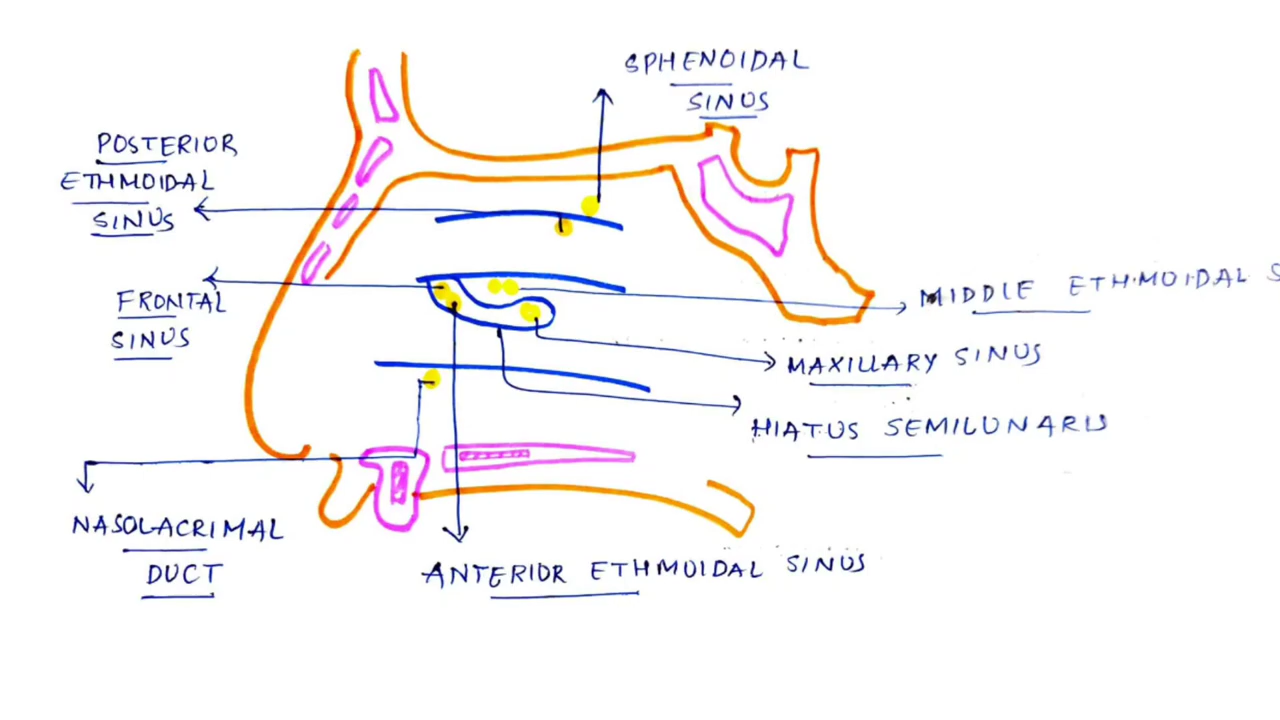 SPHENOIDAL
SINUS
POSTERIOR
ETHMOIDAL
SINUS
FRONTAL
SINUS
MIDDLE ETHMOIDAL S
MAXILLARY SINUS
HIATUS SEMILUNARIS
NASOLACRIMAL
DUCT
ANTERIOR ETHMOIDAL SINUS